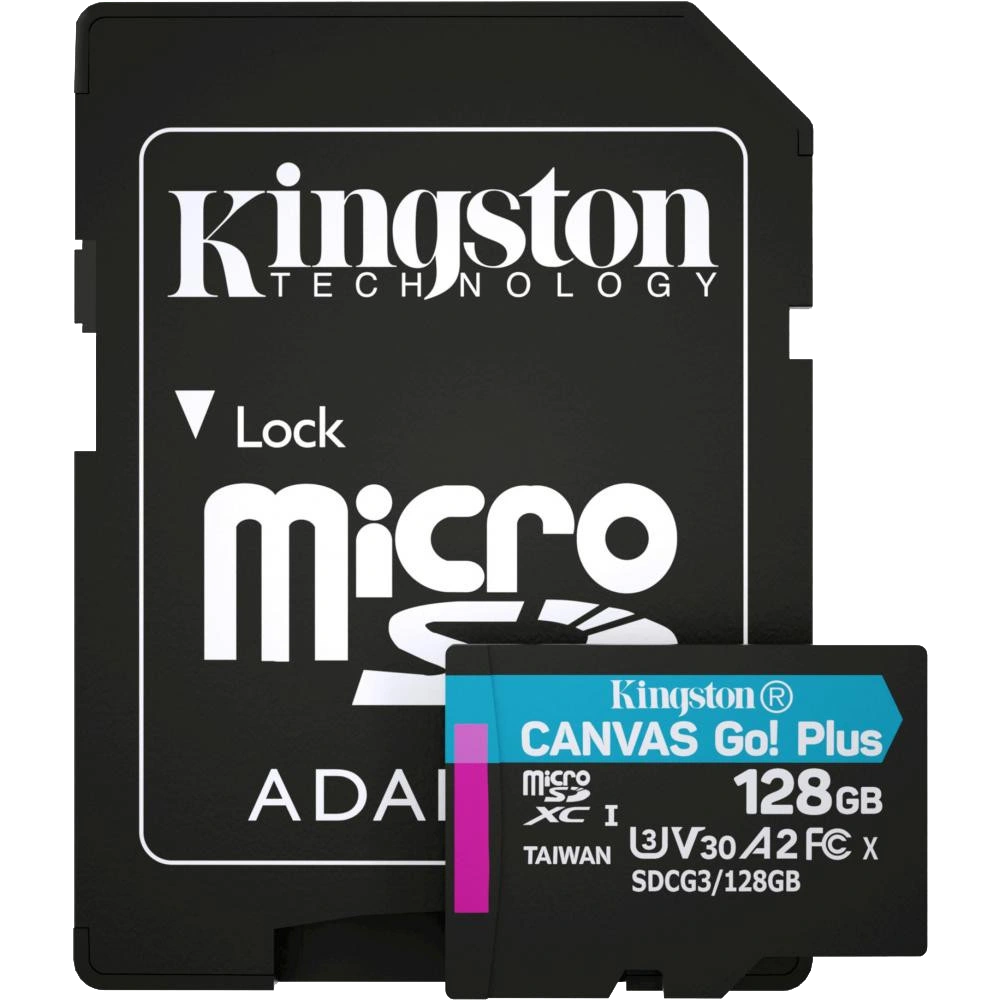 Kingston
TECHNOLOGY
Lock
micro
SD
ADA
Kingston®
CANVAS Go! Plus
micro
SD
XC I
128GB
TAIWAN
U3 V30 A2 FC X
SDCG3/128GB